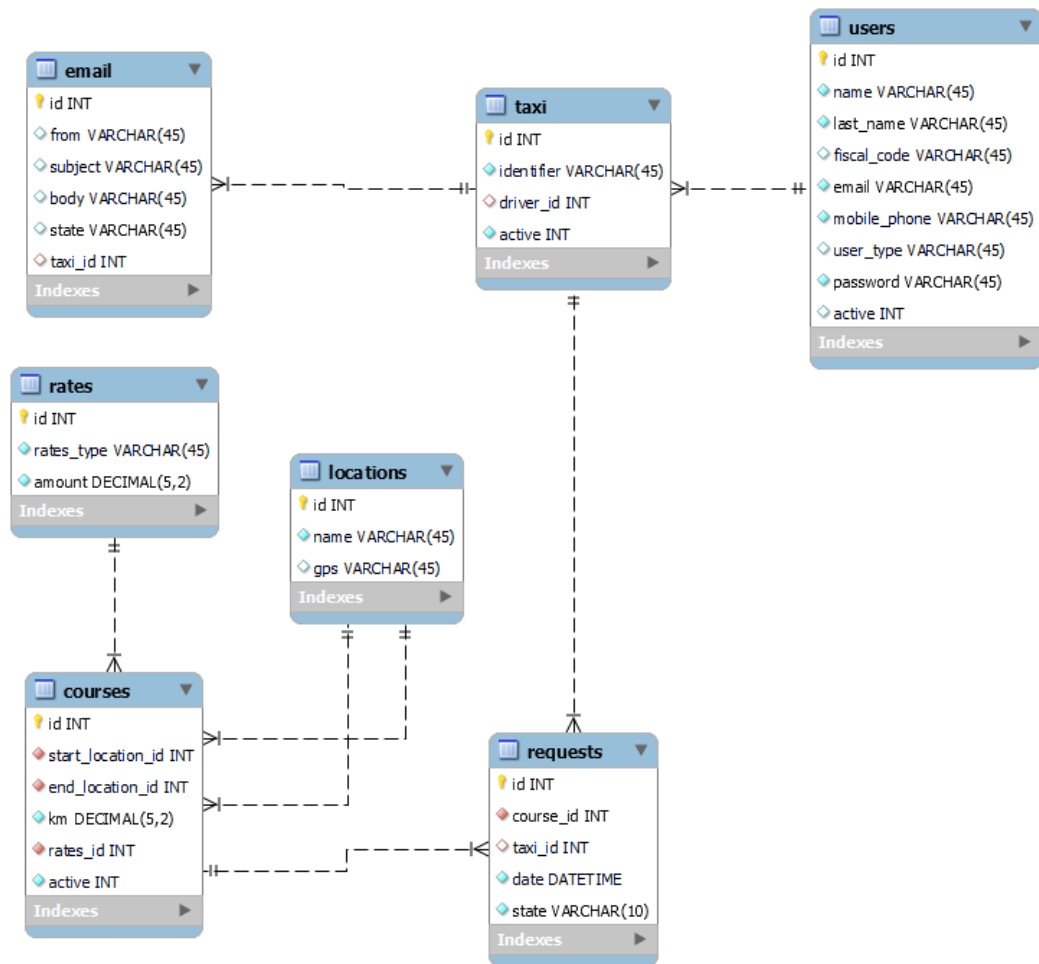 email
id INT
from VARCHAR(45)
subject VARCHAR(45)
body VARCHAR(45)
state VARCHAR(45)
taxi_id INT
Indexes
taxi
id INT
identifier VARCHAR(45)
driver_id INT
active INT
Indexes
users
id INT
name VARCHAR(45)
last_name VARCHAR(45)
fiscal_code VARCHAR(45)
email VARCHAR(45)
mobile_phone VARCHAR(45)
user_type VARCHAR(45)
password VARCHAR(45)
active INT
Indexes
rates
id INT
rates_type VARCHAR(45)
amount DECIMAL(5,2)
Indexes
locations
id INT
name VARCHAR(45)
gps VARCHAR(45)
Indexes
courses
id INT
start_location_id INT
end_location_id INT
km DECIMAL(5,2)
rates_id INT
active INT
Indexes
requests
id INT
course_id INT
taxi_id INT
date DATETIME
state VARCHAR(10)
Indexes